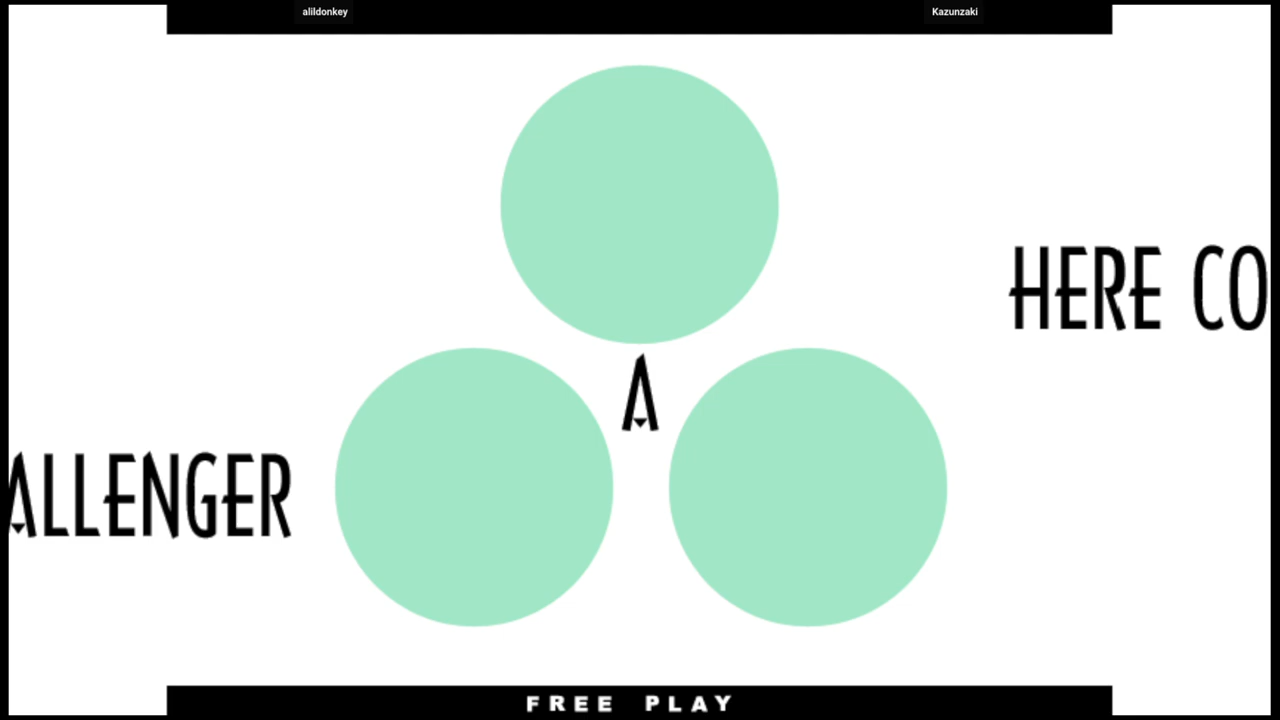 alildonkey
Kazunzaki
HERE CO
A
ALLENGER
FREE PLAY